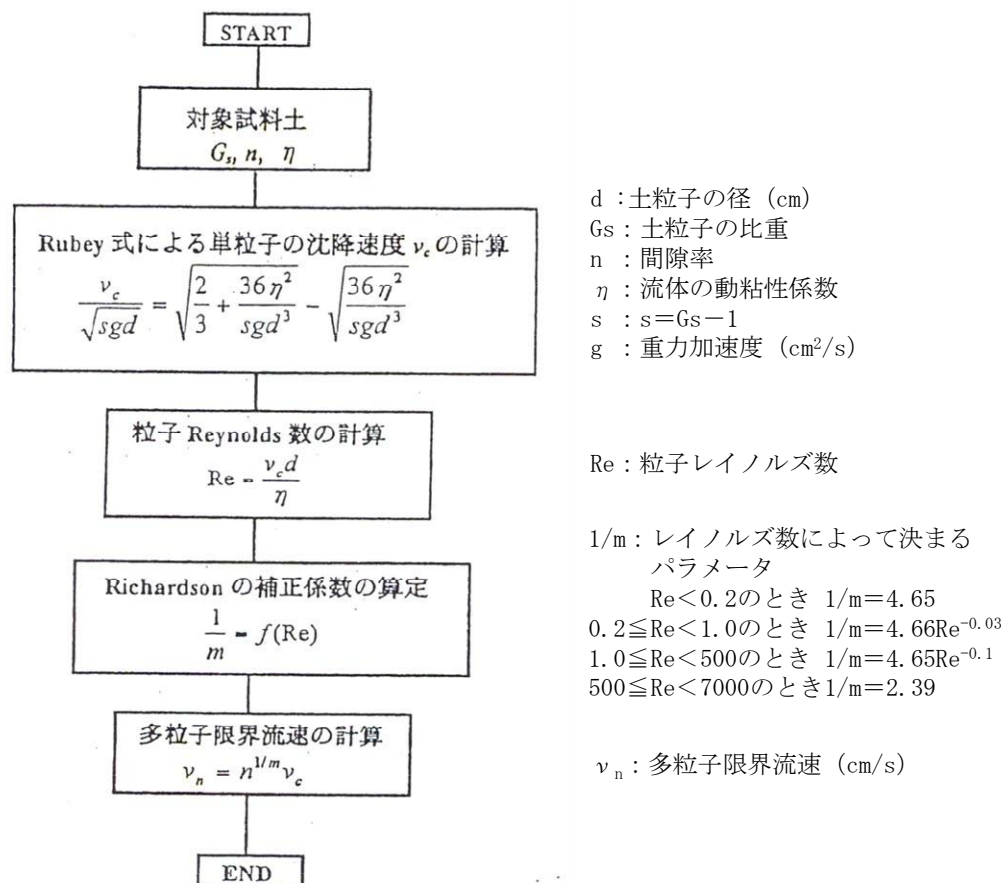 START
対象試料土
G_s, n, η
Rubey 式による単粒子の沈降速度 ν_c の計算
ν_c / √(sgd) = √(2/3 + 36η²/sgd³) − √(36η²/sgd³)
粒子 Reynolds 数の計算
Re = ν_c d / η
Richardson の補正係数の算定
1/m = f(Re)
多粒子限界流速の計算
ν_n = n^{1/m} ν_c
END
d :土粒子の径 (cm)
Gs:土粒子の比重
n :間隙率
η:流体の動粘性係数
s :s=Gs−1
g :重力加速度 (cm²/s)
Re:粒子レイノルズ数
1/m:レイノルズ数によって決まる
パラメータ
Re<0.2のとき 1/m=4.65
0.2≦Re<1.0のとき 1/m=4.66Re⁻⁰·⁰³
1.0≦Re<500のとき 1/m=4.65Re⁻⁰·¹
500≦Re<7000のとき1/m=2.39
ν_n:多粒子限界流速 (cm/s)